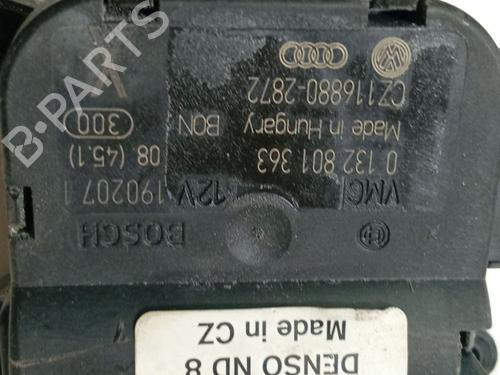 BOSCH
VMC 12V 190207 1
0 132 801 363 08 (45.1)
Made in Hungary BON 300
CZ116880-2872
DENSO ND 8
Made in CZ
B-Parts